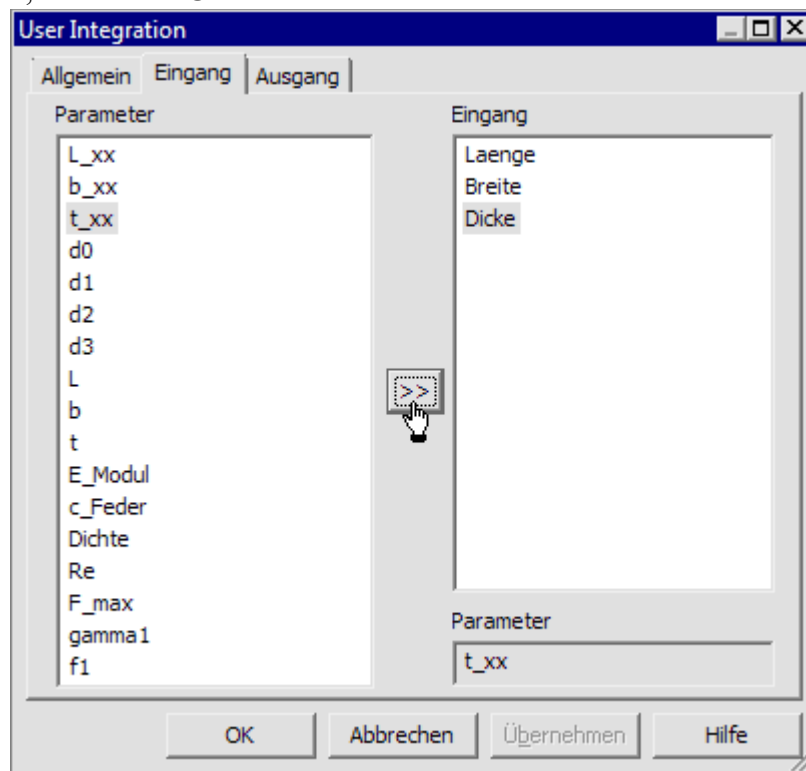 User Integration
Allgemein Eingang Ausgang
Parameter
L_xx
b_xx
t_xx
d0
d1
d2
d3
L
b
t
E_Modul
c_Feder
Dichte
Re
F_max
gamma1
f1
>>
Eingang
Laenge
Breite
Dicke
Parameter
t_xx
OK Abbrechen Übernehmen Hilfe